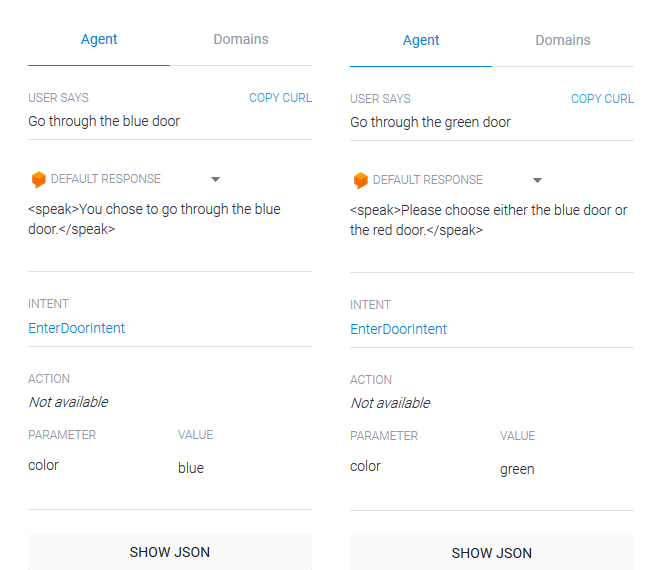 Agent Domains
USER SAYS COPY CURL
Go through the blue door
DEFAULT RESPONSE
<speak>You chose to go through the blue
door.</speak>
INTENT
EnterDoorIntent
ACTION
Not available
PARAMETER VALUE
color blue
SHOW JSON
Agent Domains
USER SAYS COPY CURL
Go through the green door
DEFAULT RESPONSE
<speak>Please choose either the blue door or
the red door.</speak>
INTENT
EnterDoorIntent
ACTION
Not available
PARAMETER VALUE
color green
SHOW JSON